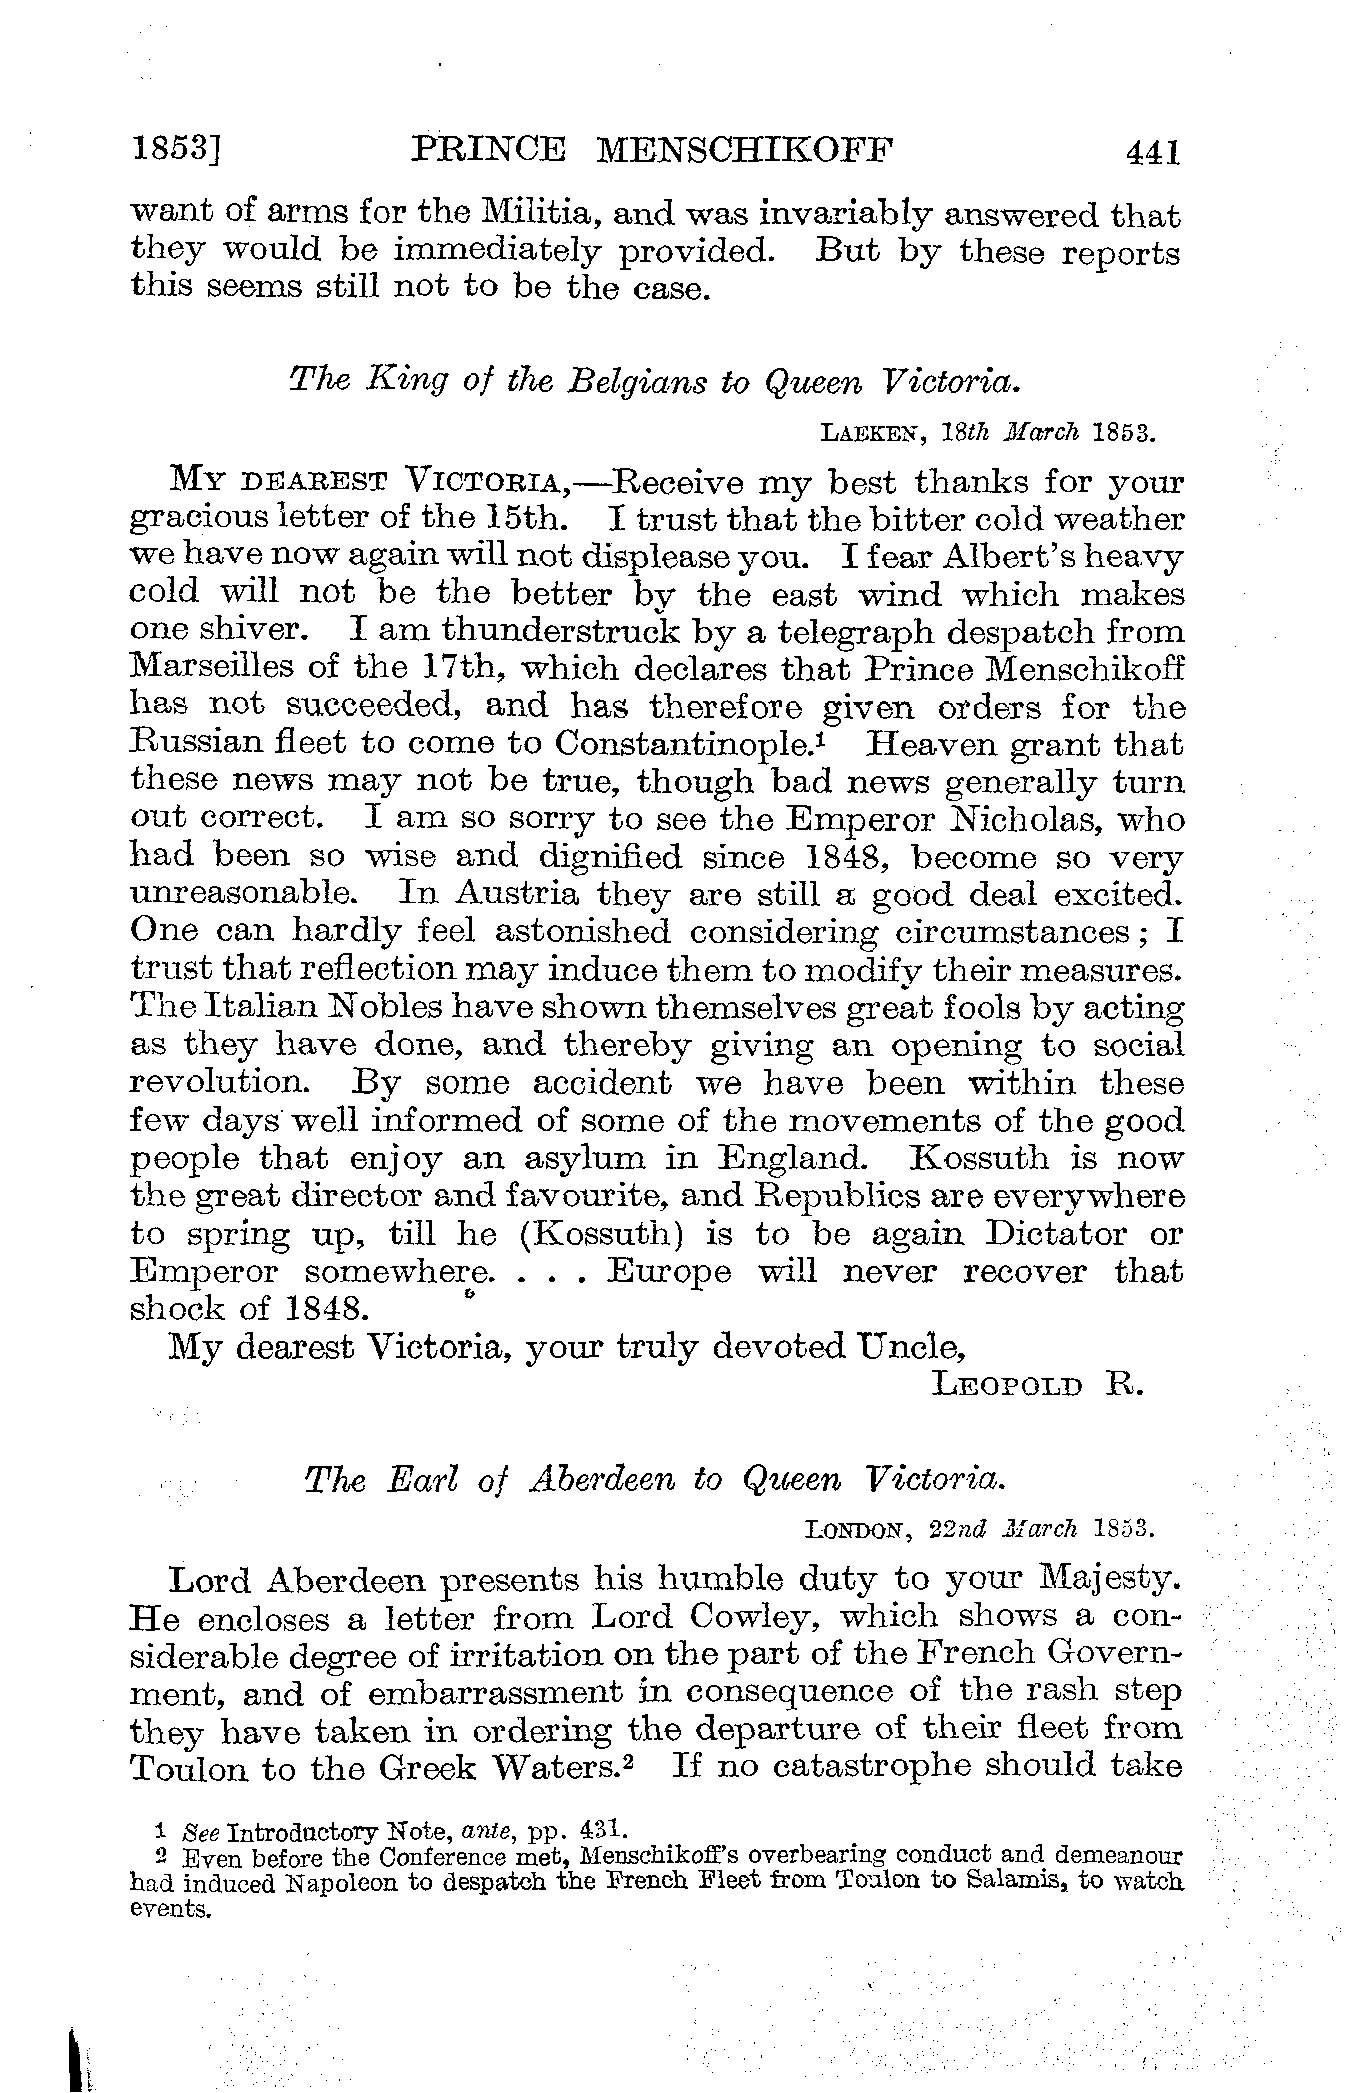 1853] PRINCE MENSCHIKOFF 441
want of arms for the Militia, and was invariably answered that
they would be immediately provided. But by these reports
this seems still not to be the case.
The King of the Belgians to Queen Victoria.
LAEKEN, 18th March 1853.
MY DEAREST VICTORIA,—Receive my best thanks for your
gracious letter of the 15th. I trust that the bitter cold weather
we have now again will not displease you. I fear Albert's heavy
cold will not be the better by the east wind which makes
one shiver. I am thunderstruck by a telegraph despatch from
Marseilles of the 17th, which declares that Prince Menschikoff
has not succeeded, and has therefore given orders for the
Russian fleet to come to Constantinople.¹ Heaven grant that
these news may not be true, though bad news generally turn
out correct. I am so sorry to see the Emperor Nicholas, who
had been so wise and dignified since 1848, become so very
unreasonable. In Austria they are still a good deal excited.
One can hardly feel astonished considering circumstances; I
trust that reflection may induce them to modify their measures.
The Italian Nobles have shown themselves great fools by acting
as they have done, and thereby giving an opening to social
revolution. By some accident we have been within these
few days well informed of some of the movements of the good
people that enjoy an asylum in England. Kossuth is now
the great director and favourite, and Republics are everywhere
to spring up, till he (Kossuth) is to be again Dictator or
Emperor somewhere. . . . Europe will never recover that
shock of 1848.
My dearest Victoria, your truly devoted Uncle,
LEOPOLD R.
The Earl of Aberdeen to Queen Victoria.
LONDON, 22nd March 1853.
Lord Aberdeen presents his humble duty to your Majesty.
He encloses a letter from Lord Cowley, which shows a con-
siderable degree of irritation on the part of the French Govern-
ment, and of embarrassment in consequence of the rash step
they have taken in ordering the departure of their fleet from
Toulon to the Greek Waters.² If no catastrophe should take
1 See Introductory Note, ante, pp. 431.
2 Even before the Conference met, Menschikoff's overbearing conduct and demeanour
had induced Napoleon to despatch the French Fleet from Toulon to Salamis, to watch
events.